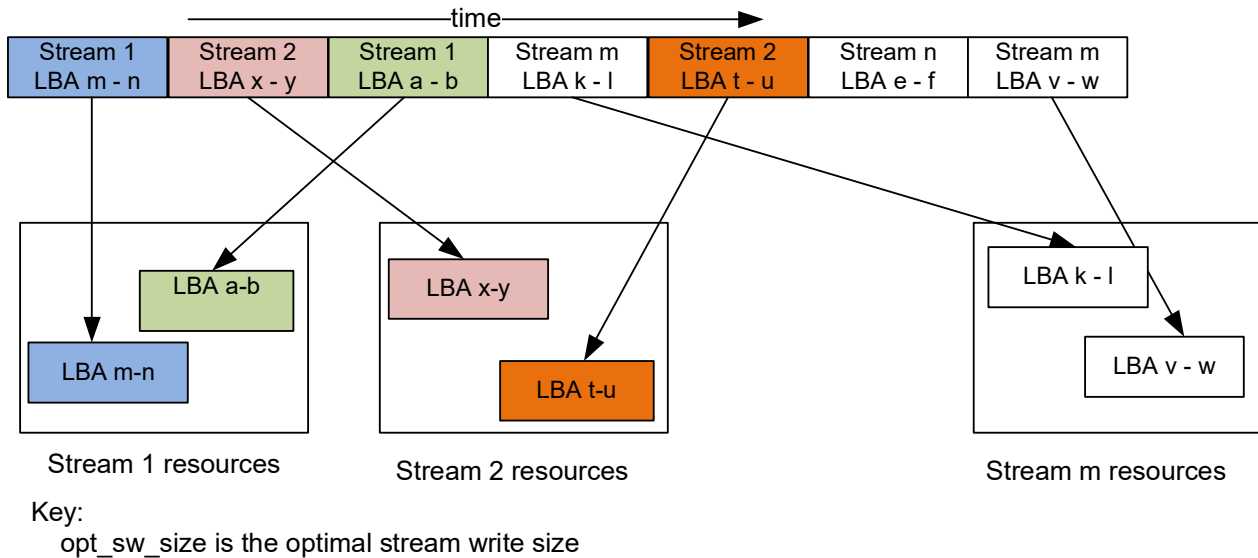 time
Stream 1 Stream 2 Stream 1 Stream m Stream 2 Stream n Stream m
LBA m - n LBA x - y LBA a - b LBA k - l LBA t - u LBA e - f LBA v - w
LBA a-b
LBA m-n
LBA x-y
LBA t-u
LBA k - l
LBA v - w
Stream 1 resources
Stream 2 resources
Stream m resources
Key:
opt_sw_size is the optimal stream write size